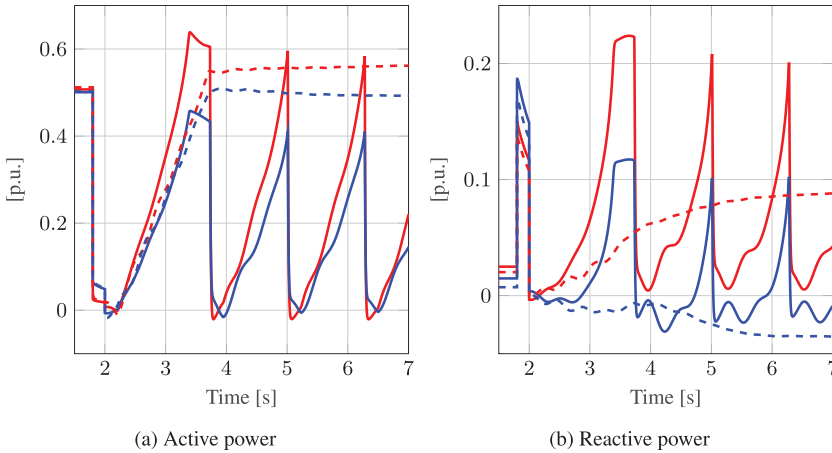 0.6
0.4
0.2
0
[p.u.]
2 3 4 5 6 7
Time [s]
(a) Active power
0.2
0.1
0
[p.u.]
2 3 4 5 6 7
Time [s]
(b) Reactive power